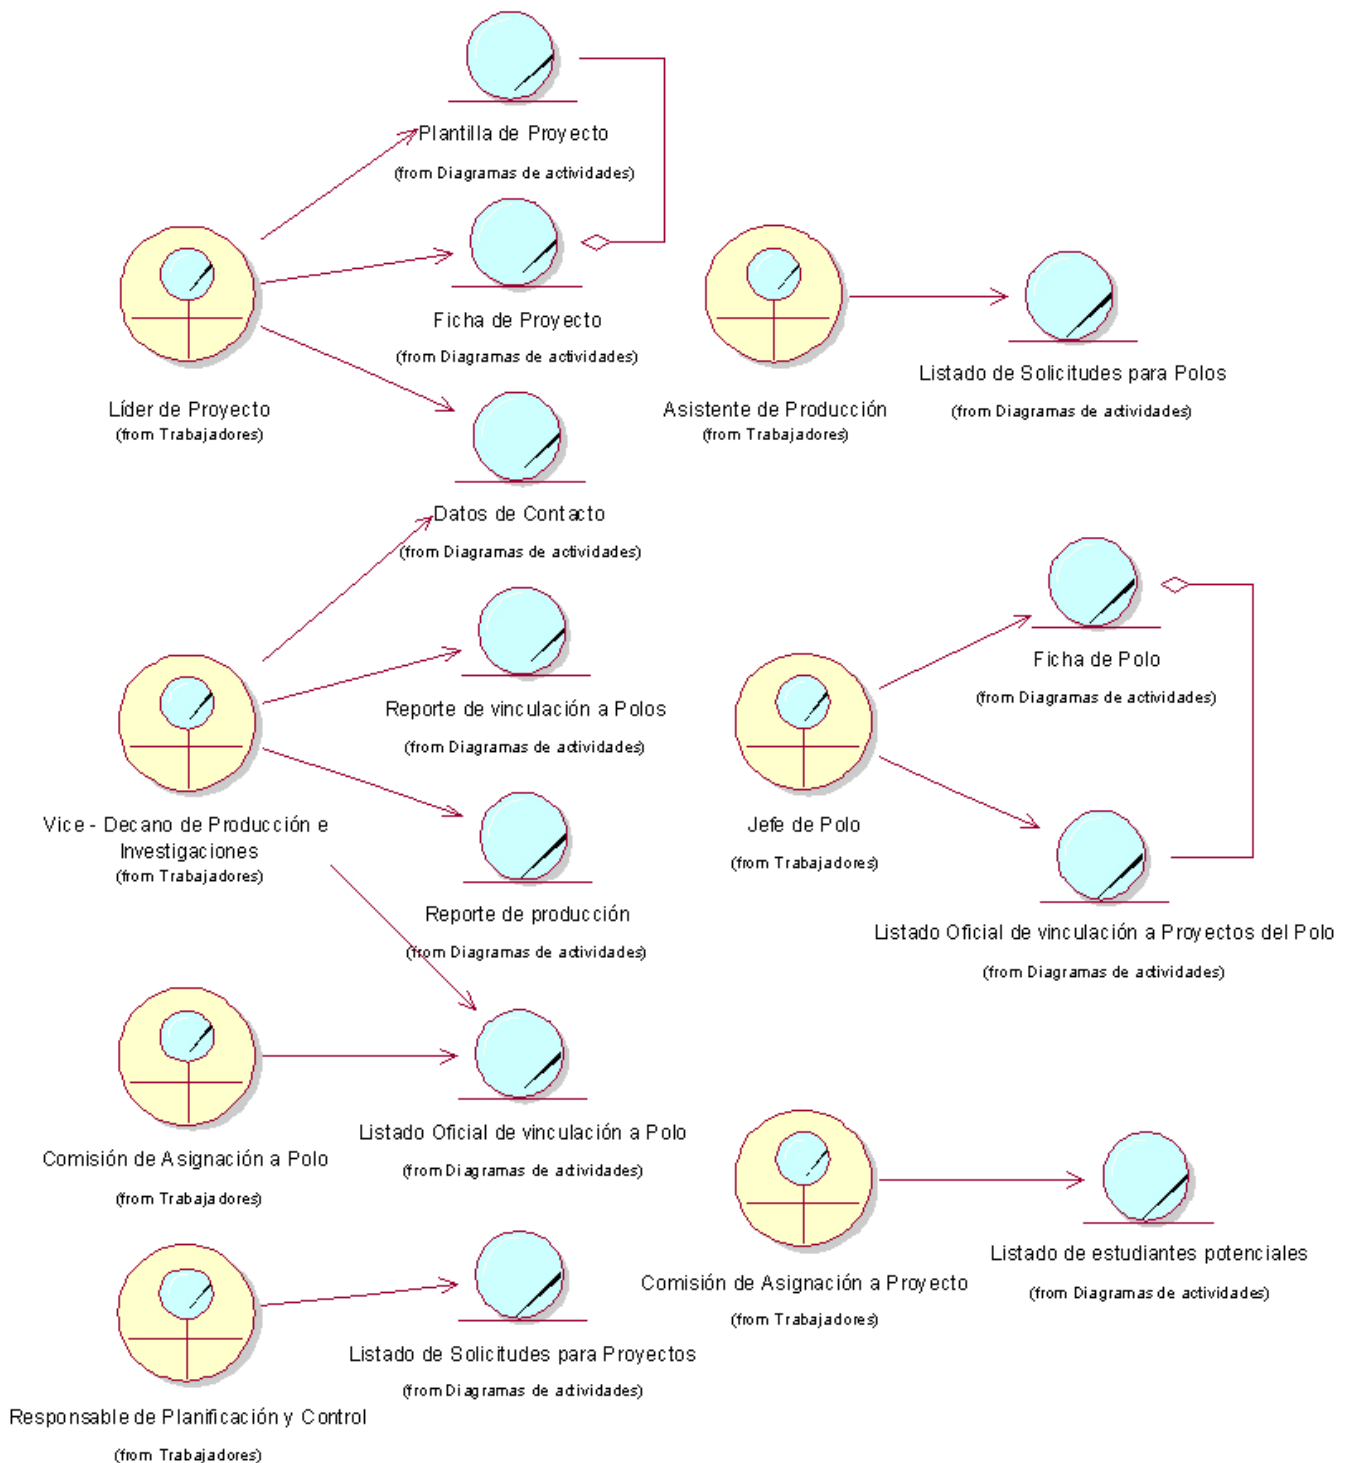 Plantilla de Proyecto
(from Diagramas de actividades)
Ficha de Proyecto
(from Diagramas de actividades)
Líder de Proyecto
(from Trabajadores)
Asistente de Producción
(from Trabajadores)
Listado de Solicitudes para Polos
(from Diagramas de actividades)
Datos de Contacto
(from Diagramas de actividades)
Reporte de vinculación a Polos
(from Diagramas de actividades)
Ficha de Polo
(from Diagramas de actividades)
Vice - Decano de Producción e
Investigaciones
(from Trabajadores)
Jefe de Polo
(from Trabajadores)
Reporte de producción
(from Diagramas de actividades)
Listado Oficial de vinculación a Proyectos del Polo
(from Diagramas de actividades)
Comisión de Asignación a Polo
(from Trabajadores)
Listado Oficial de vinculación a Polo
(from Diagramas de actividades)
Comisión de Asignación a Proyecto
(from Trabajadores)
Listado de estudiantes potenciales
(from Diagramas de actividades)
Listado de Solicitudes para Proyectos
(from Diagramas de actividades)
Responsable de Planificación y Control
(from Trabajadores)